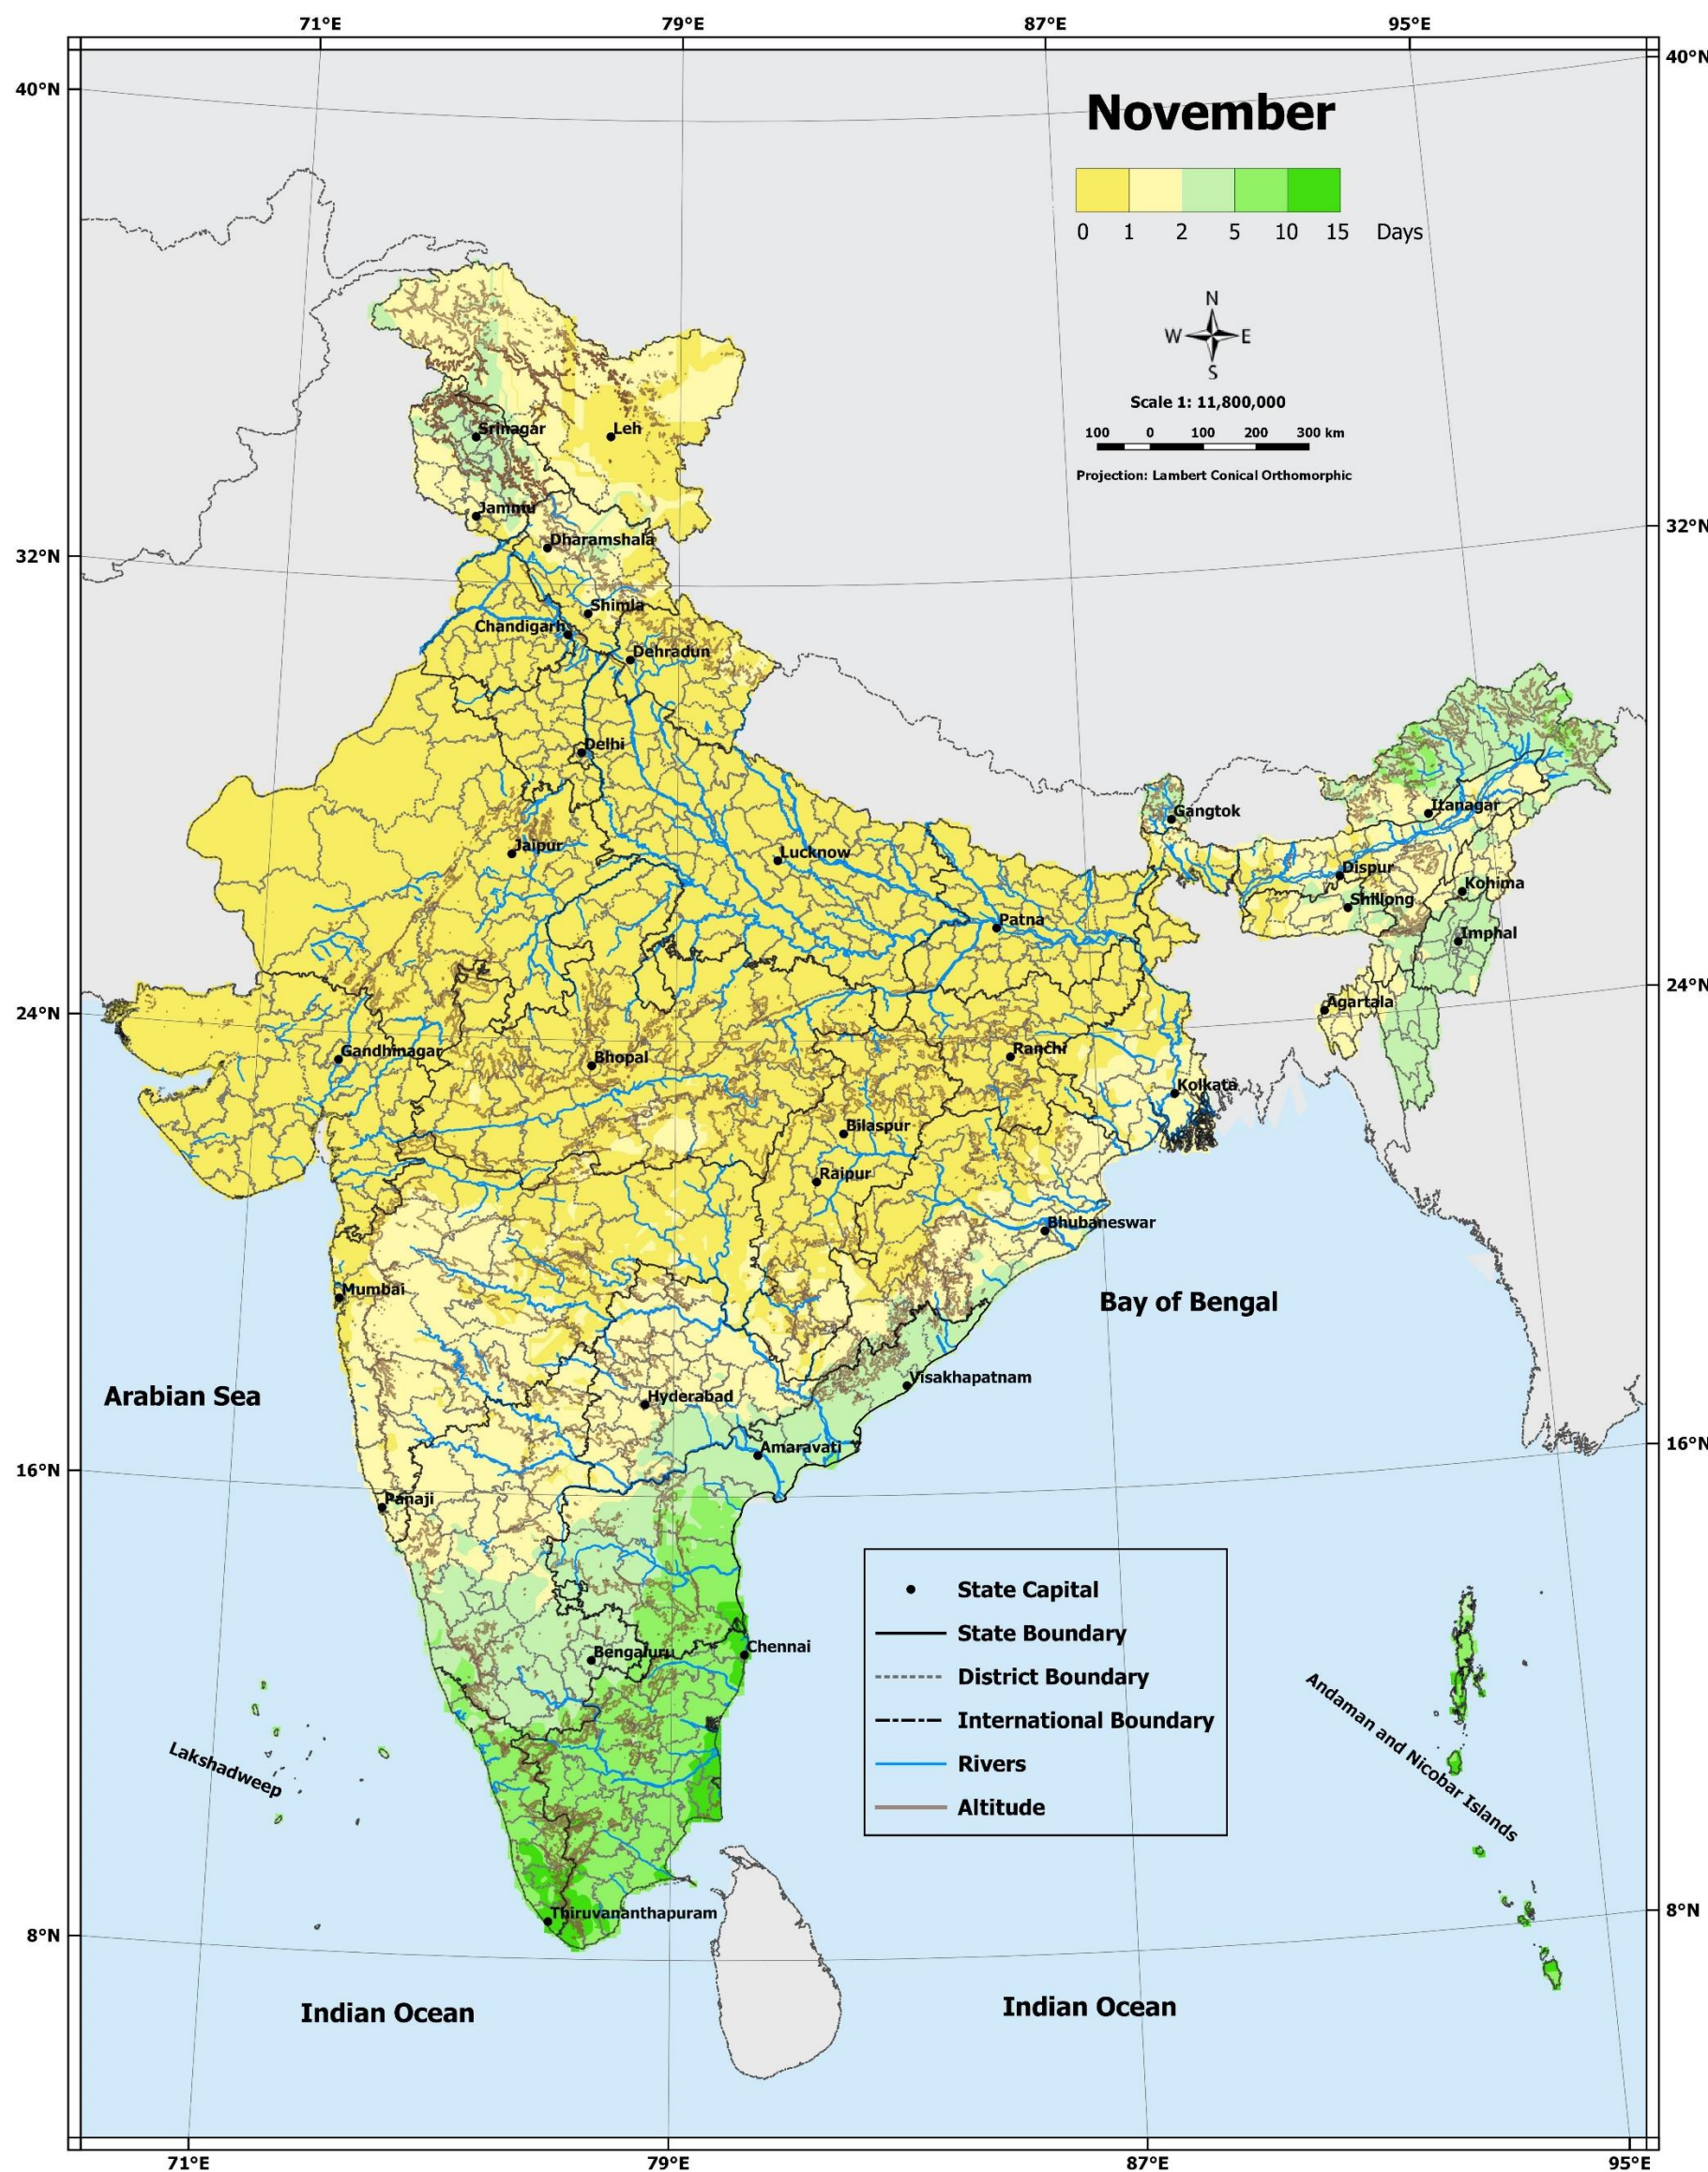 71°E 79°E 87°E 95°E
40°N 40°N
November
0 1 2 5 10 15 Days
N
W E
S
Scale 1: 11,800,000
100 0 100 200 300 km
Projection: Lambert Conical Orthomorphic
Srinagar
Leh
Jammu
32°N 32°N
Dharamshala
Shimla
Chandigarh
Dehradun
Delhi
Gangtok
Itanagar
Jaipur
Lucknow
Dispur
Kohima
Shillong
Patna
Imphal
24°N 24°N
Agartala
Gandhinagar
Bhopal
Ranchi
Kolkata
Bilaspur
Raipur
Bhubaneswar
Mumbai
Bay of Bengal
Arabian Sea
Visakhapatnam
Hyderabad
Amaravati
16°N 16°N
Panaji
State Capital
State Boundary
Bengaluru
Chennai
District Boundary
International Boundary
Rivers
Altitude
Lakshadweep
Andaman and Nicobar Islands
Thiruvananthapuram
8°N 8°N
Indian Ocean
Indian Ocean
71°E 79°E 87°E 95°E